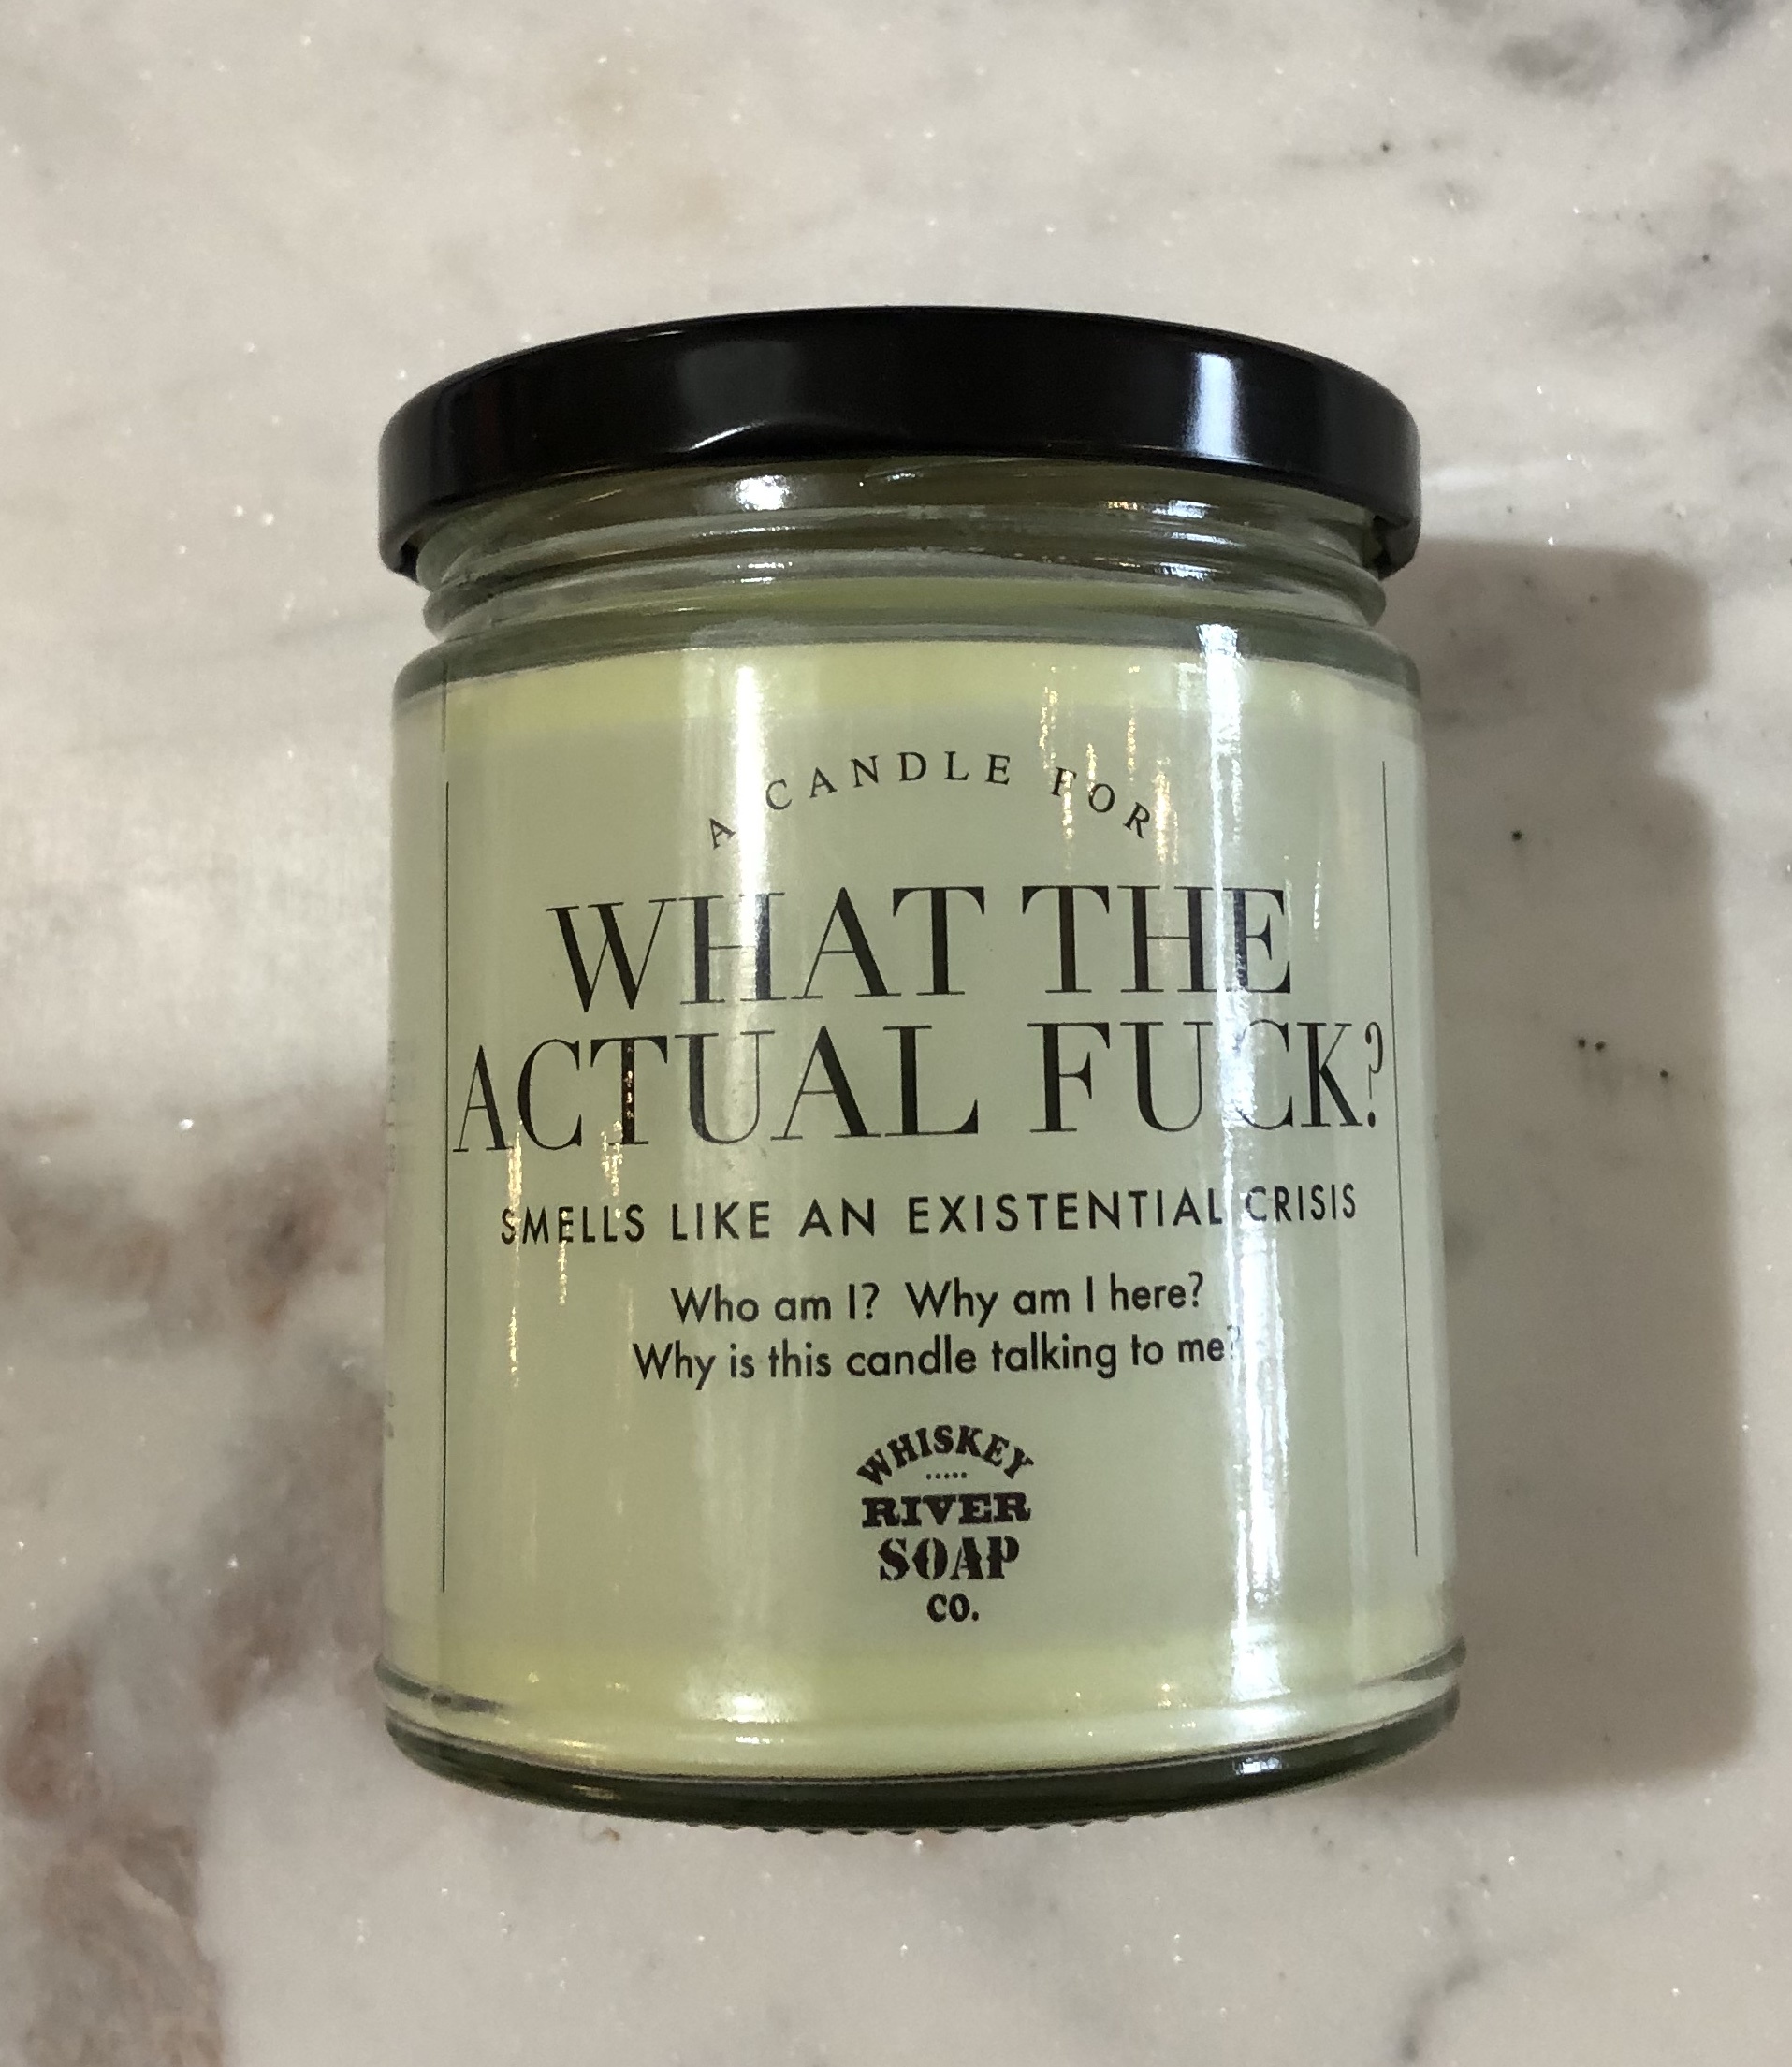 A CANDLE FOR
WHAT THE
ACTUAL FUCK?
SMELLS LIKE AN EXISTENTIAL CRISIS
Who am I? Why am I here?
Why is this candle talking to me?
WHISKEY
RIVER
SOAP
CO.